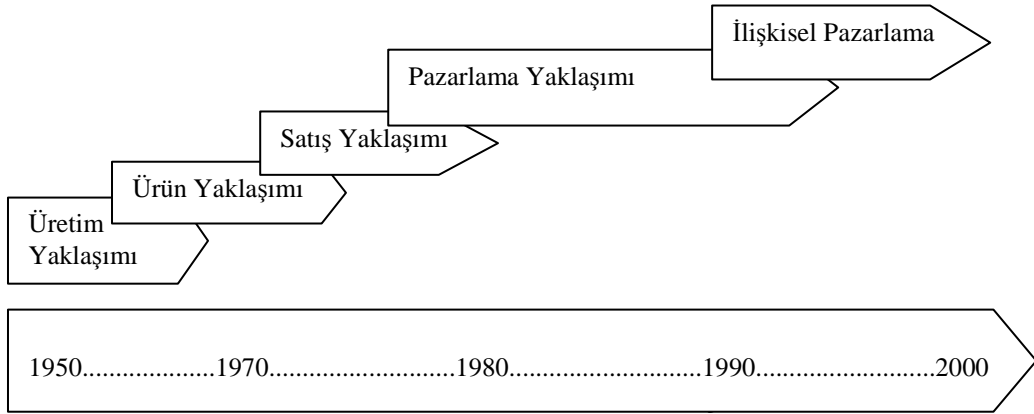 İlişkisel Pazarlama
Pazarlama Yaklaşımı
Satış Yaklaşımı
Ürün Yaklaşımı
Üretim
Yaklaşımı
1950...................1970............................1980............................1990..........................2000